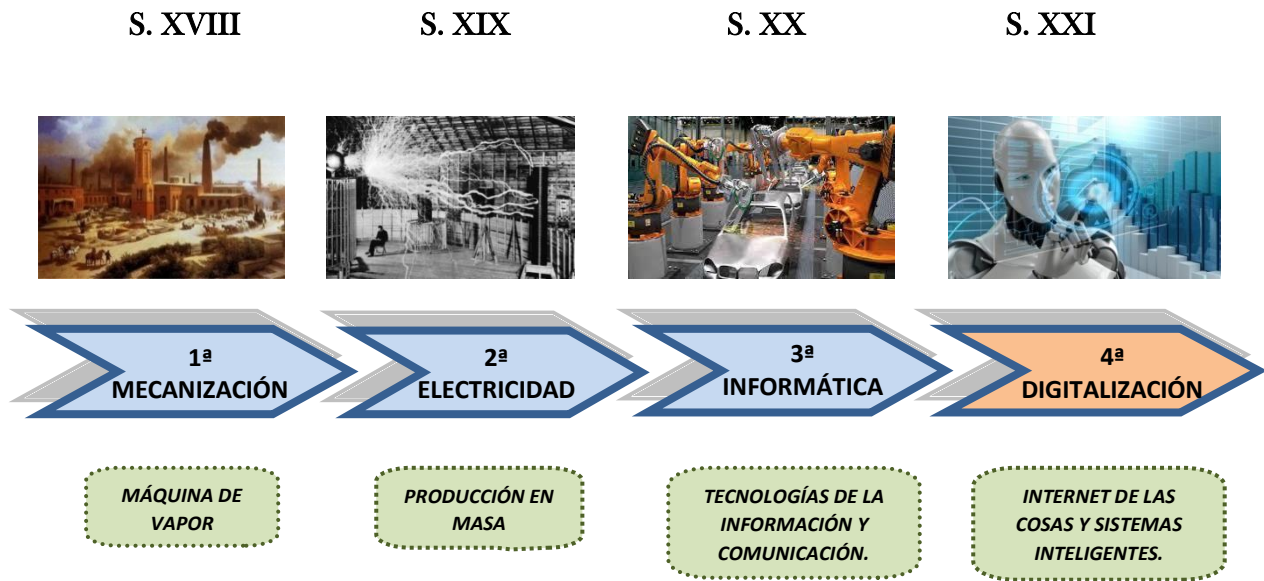 S. XVIII
S. XIX
S. XX
S. XXI
1ª
MECANIZACIÓN
2ª
ELECTRICIDAD
3ª
INFORMÁTICA
4ª
DIGITALIZACIÓN
MÁQUINA DE
VAPOR
PRODUCCIÓN EN
MASA
TECNOLOGÍAS DE LA
INFORMACIÓN Y
COMUNICACIÓN.
INTERNET DE LAS
COSAS Y SISTEMAS
INTELIGENTES.